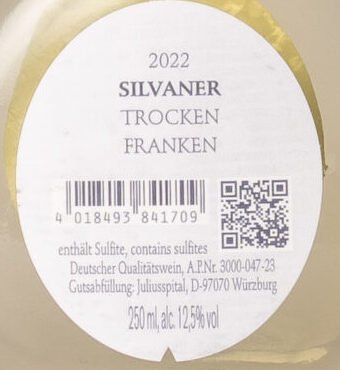 2022
SILVANER
TROCKEN
FRANKEN
4 018493 841709
enthält Sulfite, contains sulfites
Deutscher Qualitätswein, A.P.Nr. 3000-047-23
Gutsabfüllung: Juliusspital, D-97070 Würzburg
250 ml, alc. 12,5% vol